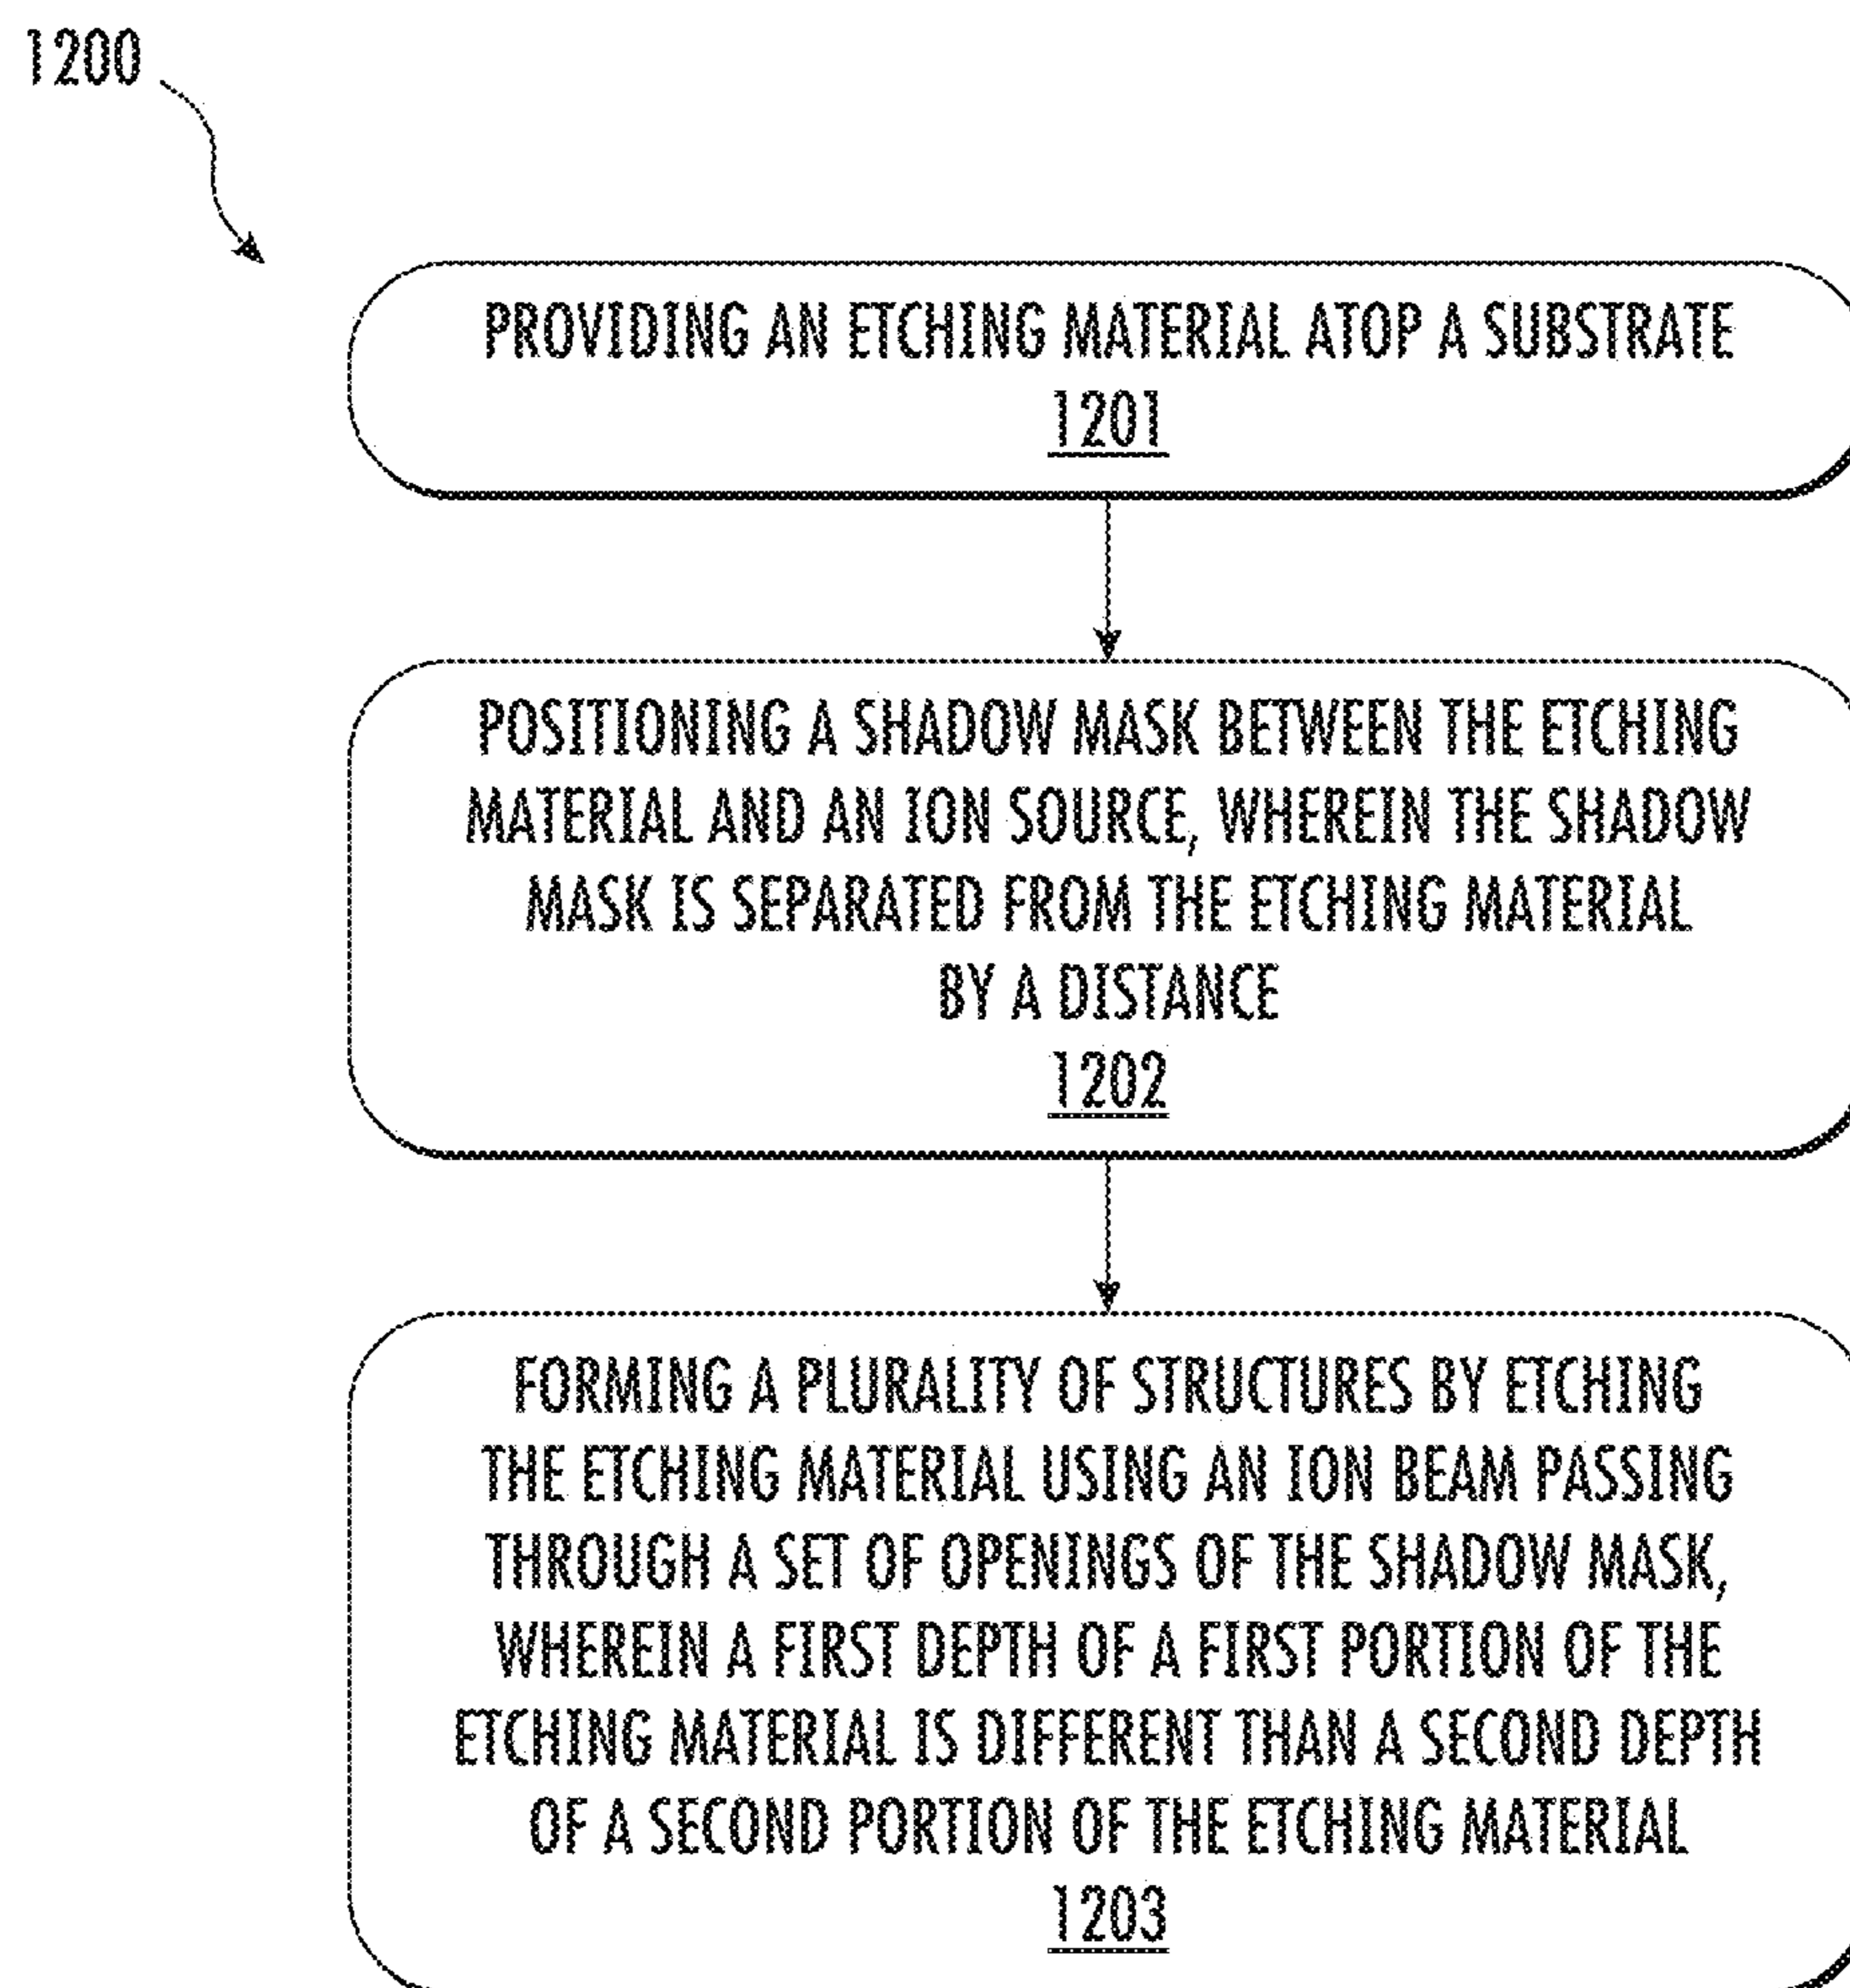 1200
PROVIDING AN ETCHING MATERIAL ATOP A SUBSTRATE
1201
POSITIONING A SHADOW MASK BETWEEN THE ETCHING
MATERIAL AND AN ION SOURCE, WHEREIN THE SHADOW
MASK IS SEPARATED FROM THE ETCHING MATERIAL
BY A DISTANCE
1202
FORMING A PLURALITY OF STRUCTURES BY ETCHING
THE ETCHING MATERIAL USING AN ION BEAM PASSING
THROUGH A SET OF OPENINGS OF THE SHADOW MASK,
WHEREIN A FIRST DEPTH OF A FIRST PORTION OF THE
ETCHING MATERIAL IS DIFFERENT THAN A SECOND DEPTH
OF A SECOND PORTION OF THE ETCHING MATERIAL
1203